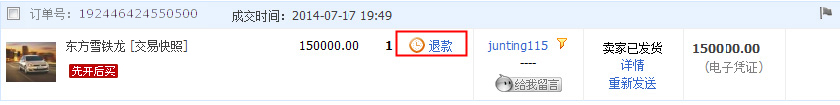 订单号：192446424550500 成交时间：2014-07-17 19:49
东方雪铁龙 [交易快照] 150000.00 1 退款 junting115 卖家已发货 150000.00
先开后买 ---- 详情 （电子凭证）
给我留言 重新发送